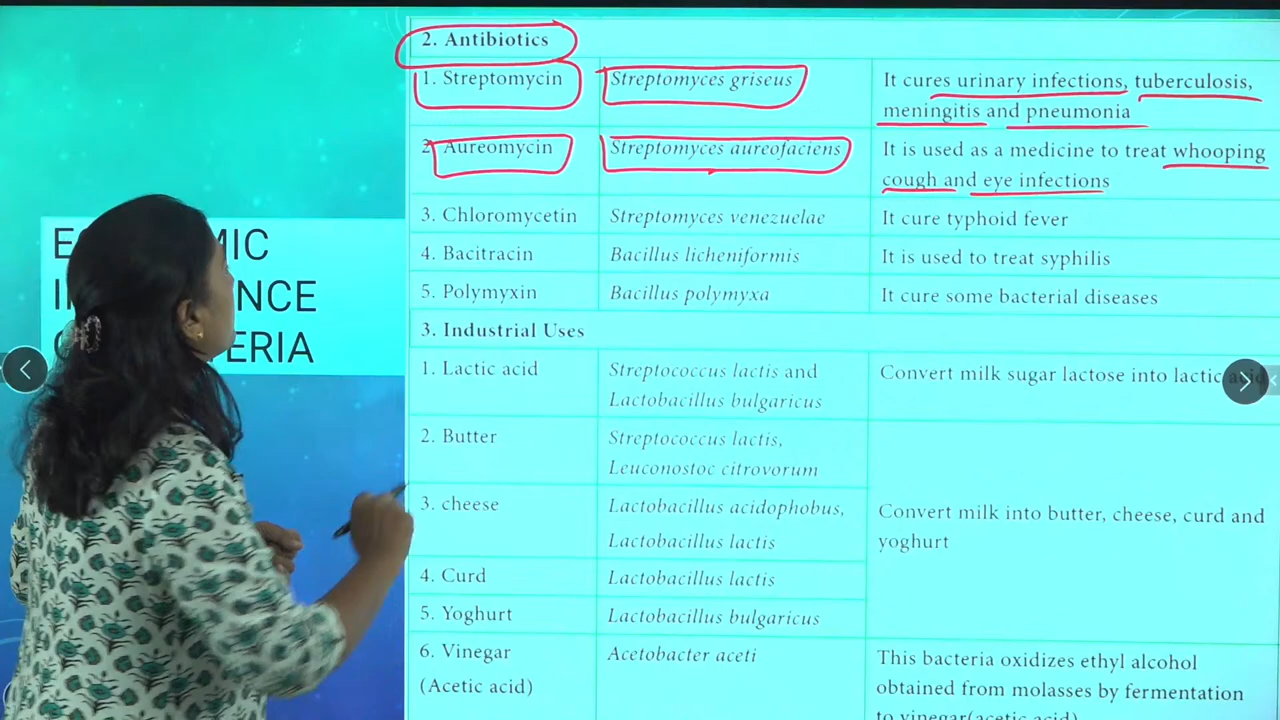 2. Antibiotics
1. Streptomycin
Streptomyces griseus
It cures urinary infections, tuberculosis,
meningitis and pneumonia
2. Aureomycin
Streptomyces aureofaciens
It is used as a medicine to treat whooping
cough and eye infections
3. Chloromycetin
Streptomyces venezuelae
It cure typhoid fever
4. Bacitracin
Bacillus licheniformis
It is used to treat syphilis
5. Polymyxin
Bacillus polymyxa
It cure some bacterial diseases
3. Industrial Uses
1. Lactic acid
Streptococcus lactis and
Lactobacillus bulgaricus
Convert milk sugar lactose into lactic acid
2. Butter
Streptococcus lactis,
Leuconostoc citrovorum
3. cheese
Lactobacillus acidophobus,
Lactobacillus lactis
Convert milk into butter, cheese, curd and
yoghurt
4. Curd
Lactobacillus lactis
5. Yoghurt
Lactobacillus bulgaricus
6. Vinegar
(Acetic acid)
Acetobacter aceti
This bacteria oxidizes ethyl alcohol
obtained from molasses by fermentation
to vinegar(acetic acid)